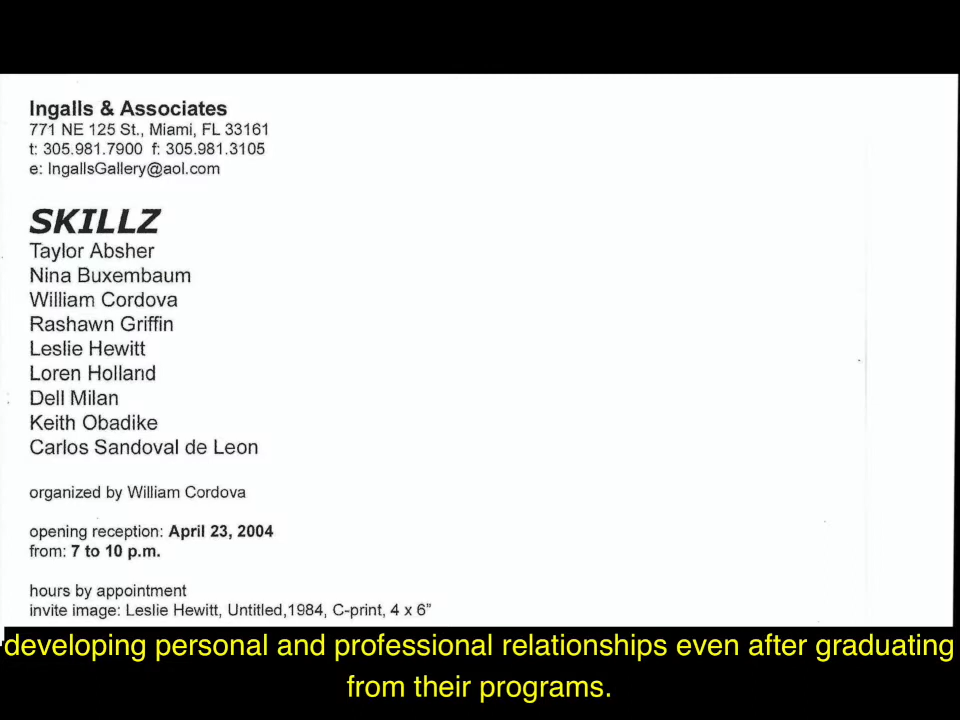 Ingalls & Associates
771 NE 125 St., Miami, FL 33161
t: 305.981.7900 f: 305.981.3105
e: IngallsGallery@aol.com
SKILLZ
Taylor Absher
Nina Buxembaum
William Cordova
Rashawn Griffin
Leslie Hewitt
Loren Holland
Dell Milan
Keith Obadike
Carlos Sandoval de Leon
organized by William Cordova
opening reception: April 23, 2004
from: 7 to 10 p.m.
hours by appointment
invite image: Leslie Hewitt, Untitled,1984, C-print, 4 x 6”
developing personal and professional relationships even after graduating
from their programs.